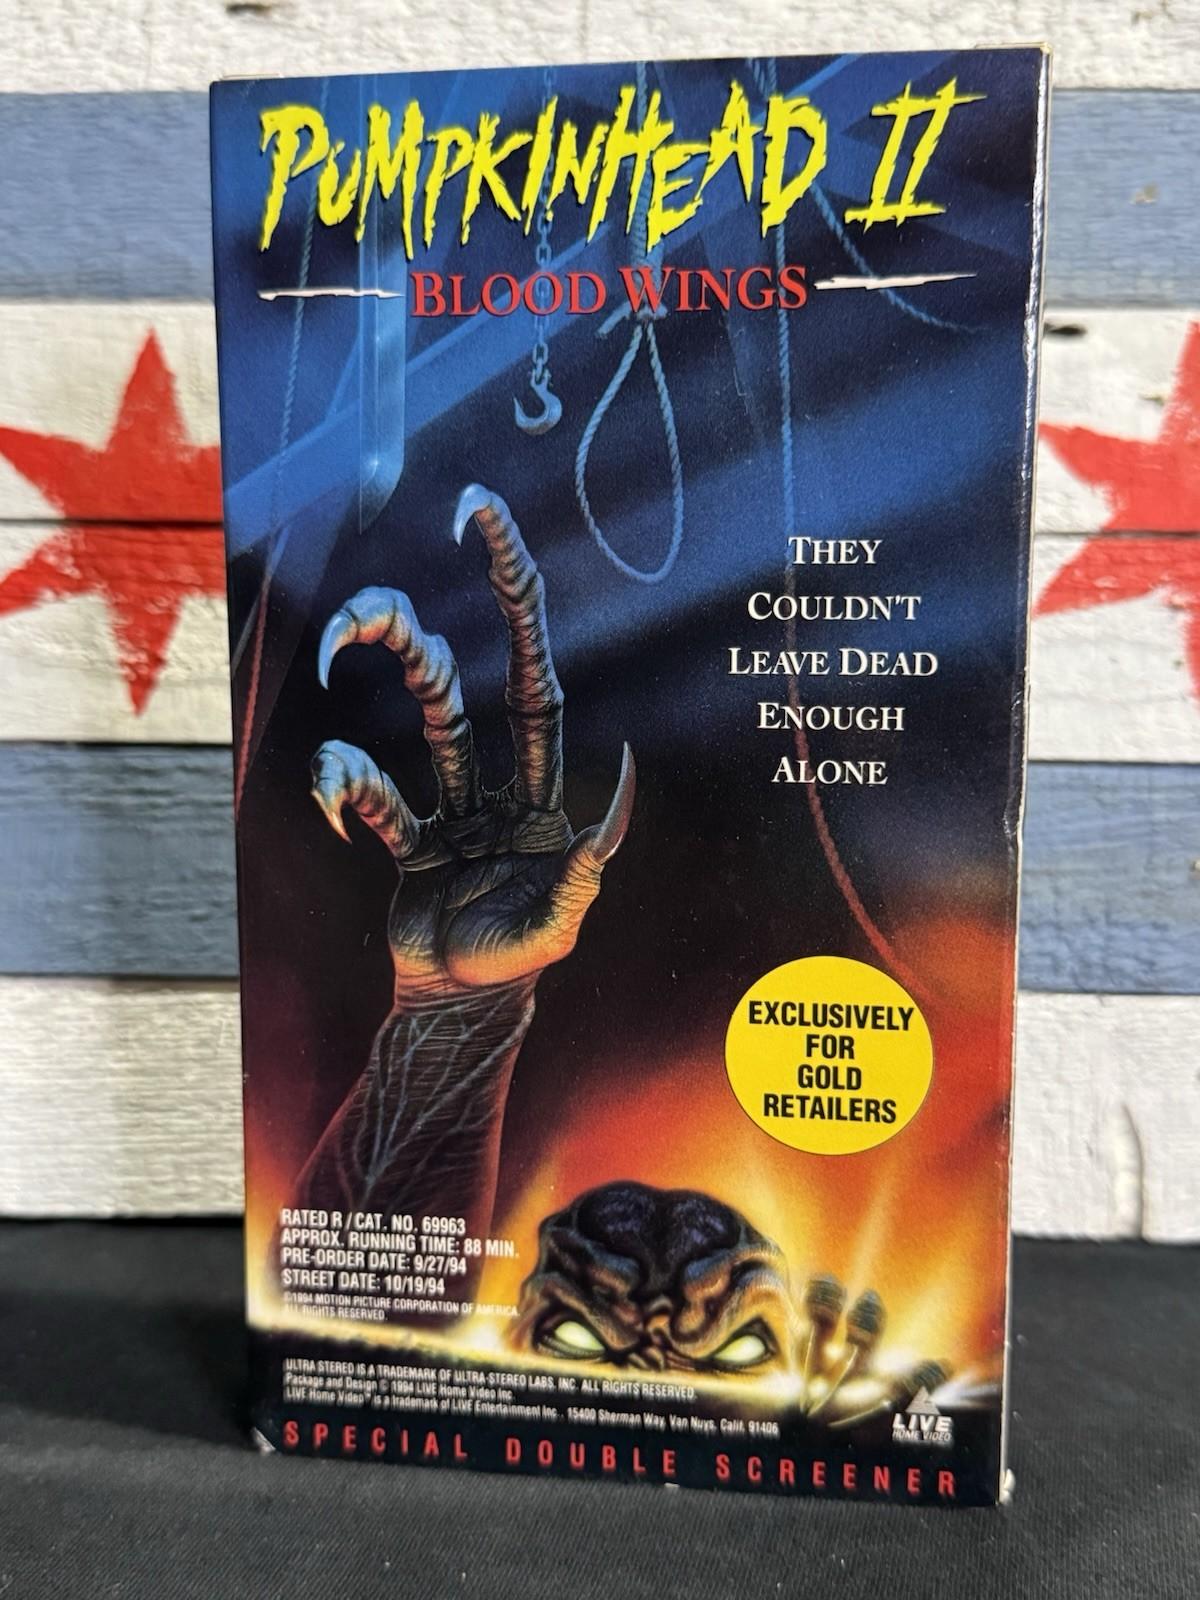 PUMPKINHEAD II
BLOOD WINGS
THEY
COULDN'T
LEAVE DEAD
ENOUGH
ALONE
EXCLUSIVELY
FOR
GOLD
RETAILERS
RATED R / CAT. NO. 69963
APPROX. RUNNING TIME: 88 MIN.
PRE-ORDER DATE: 9/27/94
STREET DATE: 10/19/94
©1994 MOTION PICTURE CORPORATION OF AMERICA.
ALL RIGHTS RESERVED.
ULTRA STEREO IS A TRADEMARK OF ULTRA-STEREO LABS, INC. ALL RIGHTS RESERVED.
Package and Design © 1994 LIVE Home Video Inc.
LIVE Home Video® is a trademark of LIVE Entertainment Inc., 15400 Sherman Way, Van Nuys, Calif. 91406
LIVE
HOME VIDEO
SPECIAL DOUBLE SCREENER